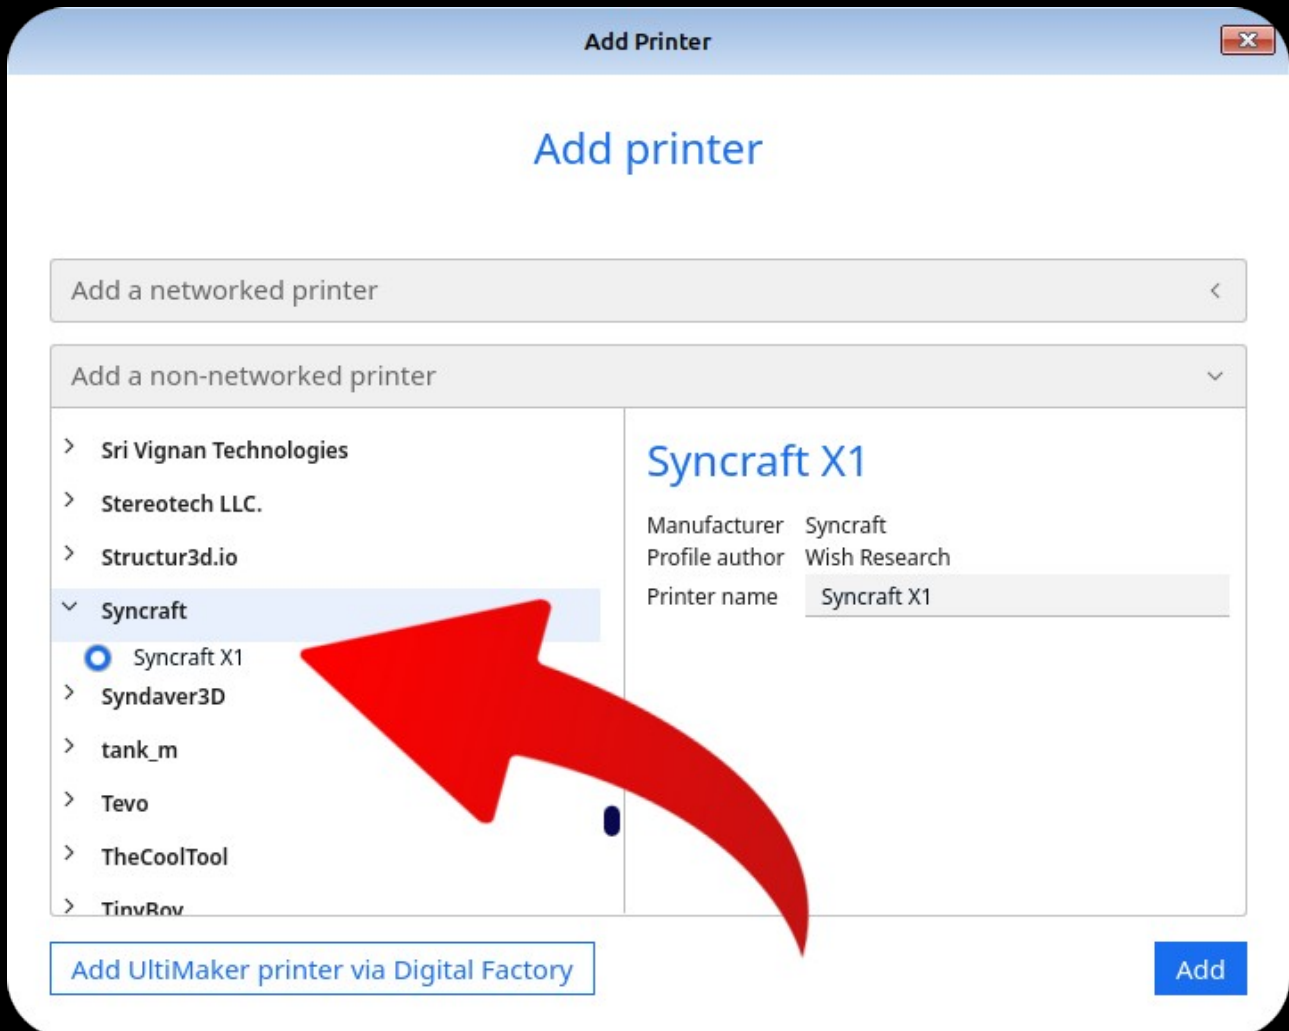 Add Printer
Add printer
Add a networked printer
Add a non-networked printer
Sri Vignan Technologies
Stereotech LLC.
Structur3d.io
Syncraft
Syncraft X1
Syndaver3D
tank_m
Tevo
TheCoolTool
TinyBoy
Syncraft X1
Manufacturer Syncraft
Profile author Wish Research
Printer name Syncraft X1
Add UltiMaker printer via Digital Factory
Add